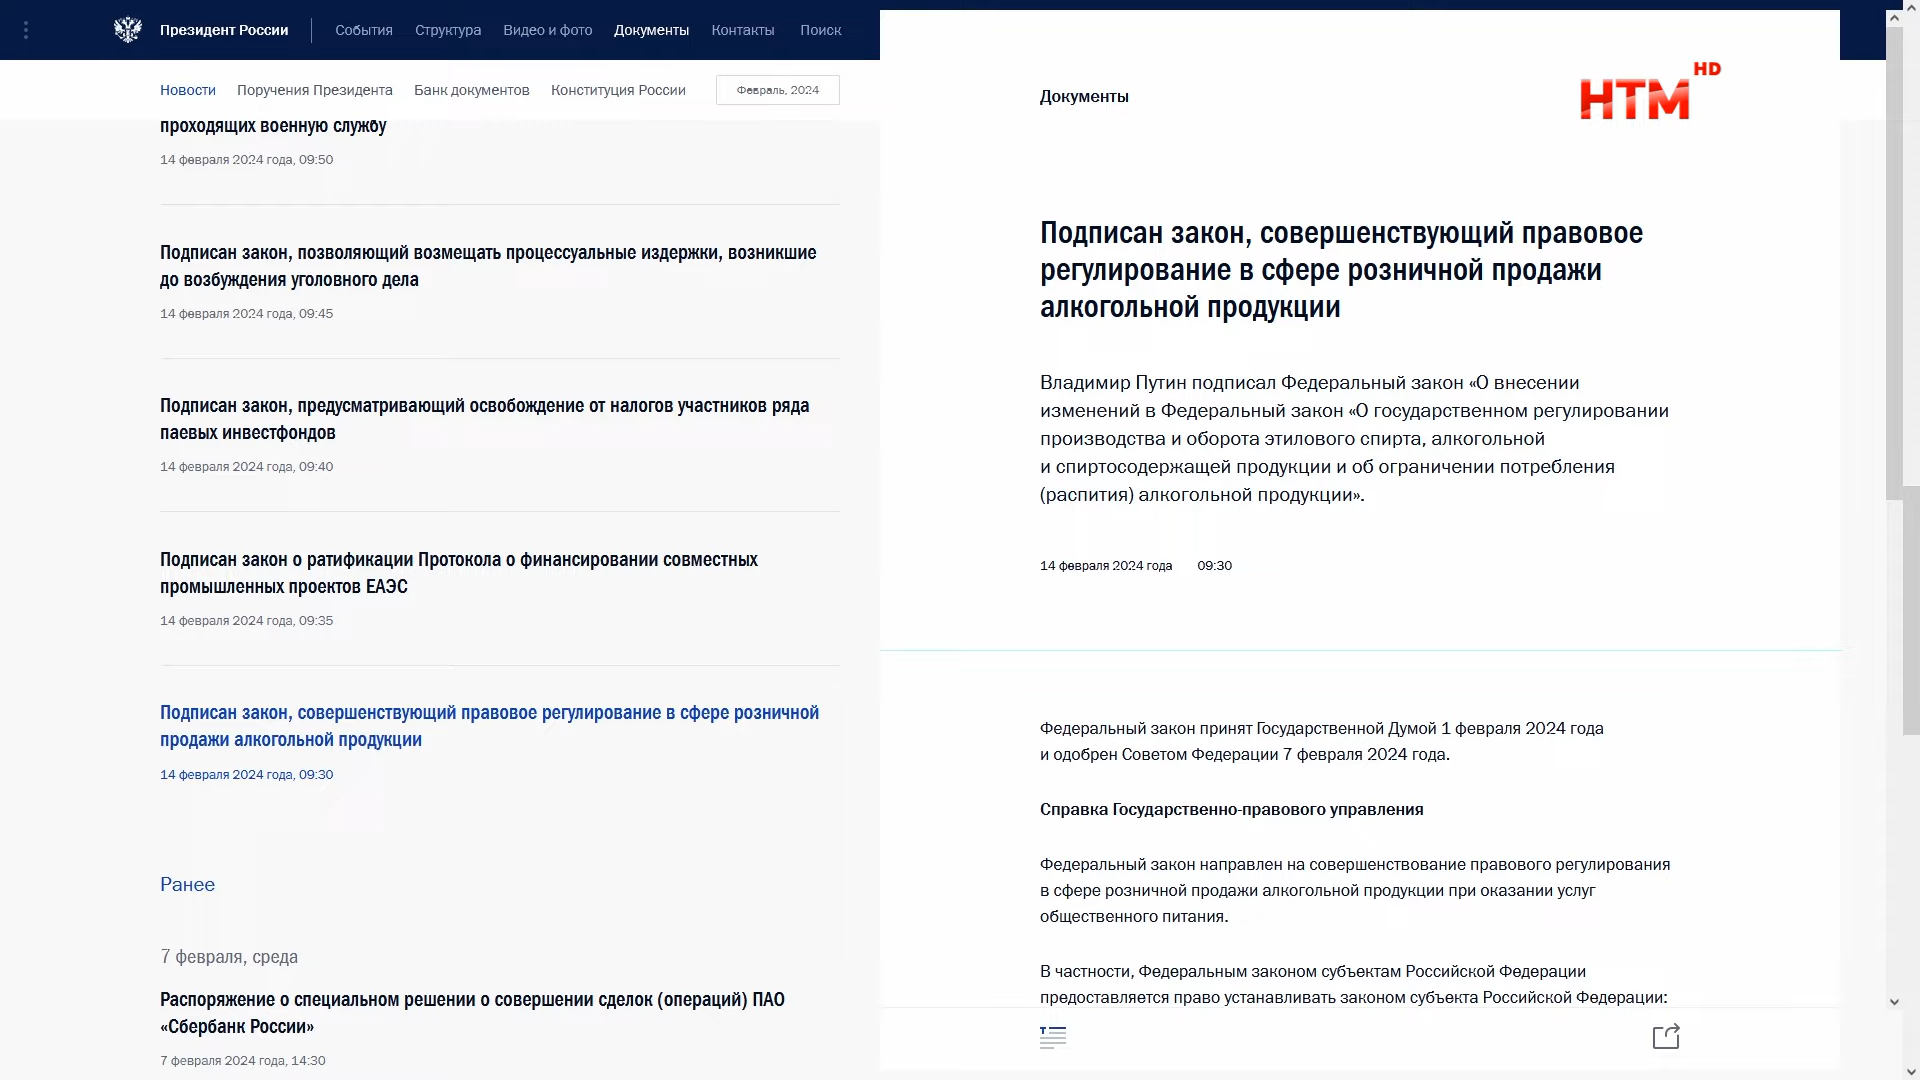 Президент России
События Структура Видео и фото Документы Контакты Поиск
Новости Поручения Президента Банк документов Конституция России Февраль, 2024
проходящих военную службу
14 февраля 2024 года, 09:50
Подписан закон, позволяющий возмещать процессуальные издержки, возникшие
до возбуждения уголовного дела
14 февраля 2024 года, 09:45
Подписан закон, предусматривающий освобождение от налогов участников ряда
паевых инвестфондов
14 февраля 2024 года, 09:40
Подписан закон о ратификации Протокола о финансировании совместных
промышленных проектов ЕАЭС
14 февраля 2024 года, 09:35
Подписан закон, совершенствующий правовое регулирование в сфере розничной
продажи алкогольной продукции
14 февраля 2024 года, 09:30
Ранее
7 февраля, среда
Распоряжение о специальном решении о совершении сделок (операций) ПАО
«Сбербанк России»
7 февраля 2024 года, 14:30
Документы
НТМ HD
Подписан закон, совершенствующий правовое
регулирование в сфере розничной продажи
алкогольной продукции
Владимир Путин подписал Федеральный закон «О внесении
изменений в Федеральный закон «О государственном регулировании
производства и оборота этилового спирта, алкогольной
и спиртосодержащей продукции и об ограничении потребления
(распития) алкогольной продукции».
14 февраля 2024 года 09:30
Федеральный закон принят Государственной Думой 1 февраля 2024 года
и одобрен Советом Федерации 7 февраля 2024 года.
Справка Государственно-правового управления
Федеральный закон направлен на совершенствование правового регулирования
в сфере розничной продажи алкогольной продукции при оказании услуг
общественного питания.
В частности, Федеральным законом субъектам Российской Федерации
предоставляется право устанавливать законом субъекта Российской Федерации: